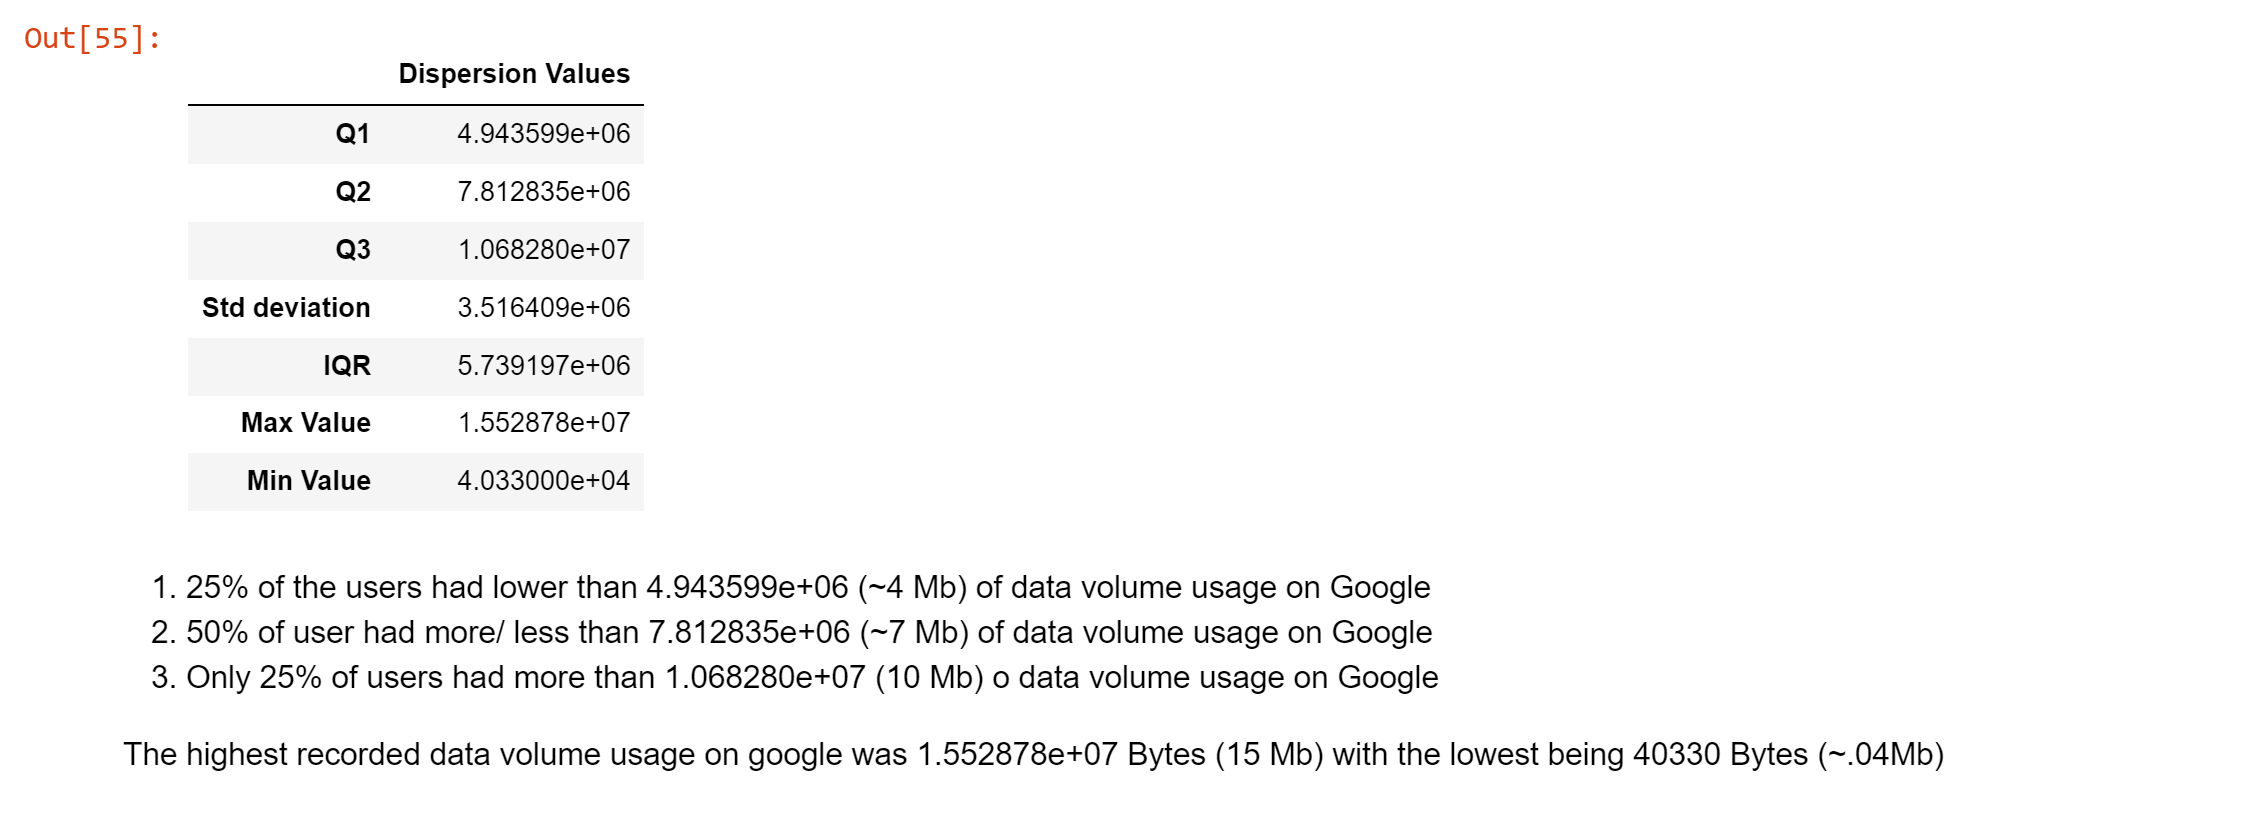 Out[55]:
Dispersion Values
Q1 4.943599e+06
Q2 7.812835e+06
Q3 1.068280e+07
Std deviation 3.516409e+06
IQR 5.739197e+06
Max Value 1.552878e+07
Min Value 4.033000e+04
1. 25% of the users had lower than 4.943599e+06 (~4 Mb) of data volume usage on Google
2. 50% of user had more/ less than 7.812835e+06 (~7 Mb) of data volume usage on Google
3. Only 25% of users had more than 1.068280e+07 (10 Mb) o data volume usage on Google
The highest recorded data volume usage on google was 1.552878e+07 Bytes (15 Mb) with the lowest being 40330 Bytes (~.04Mb)